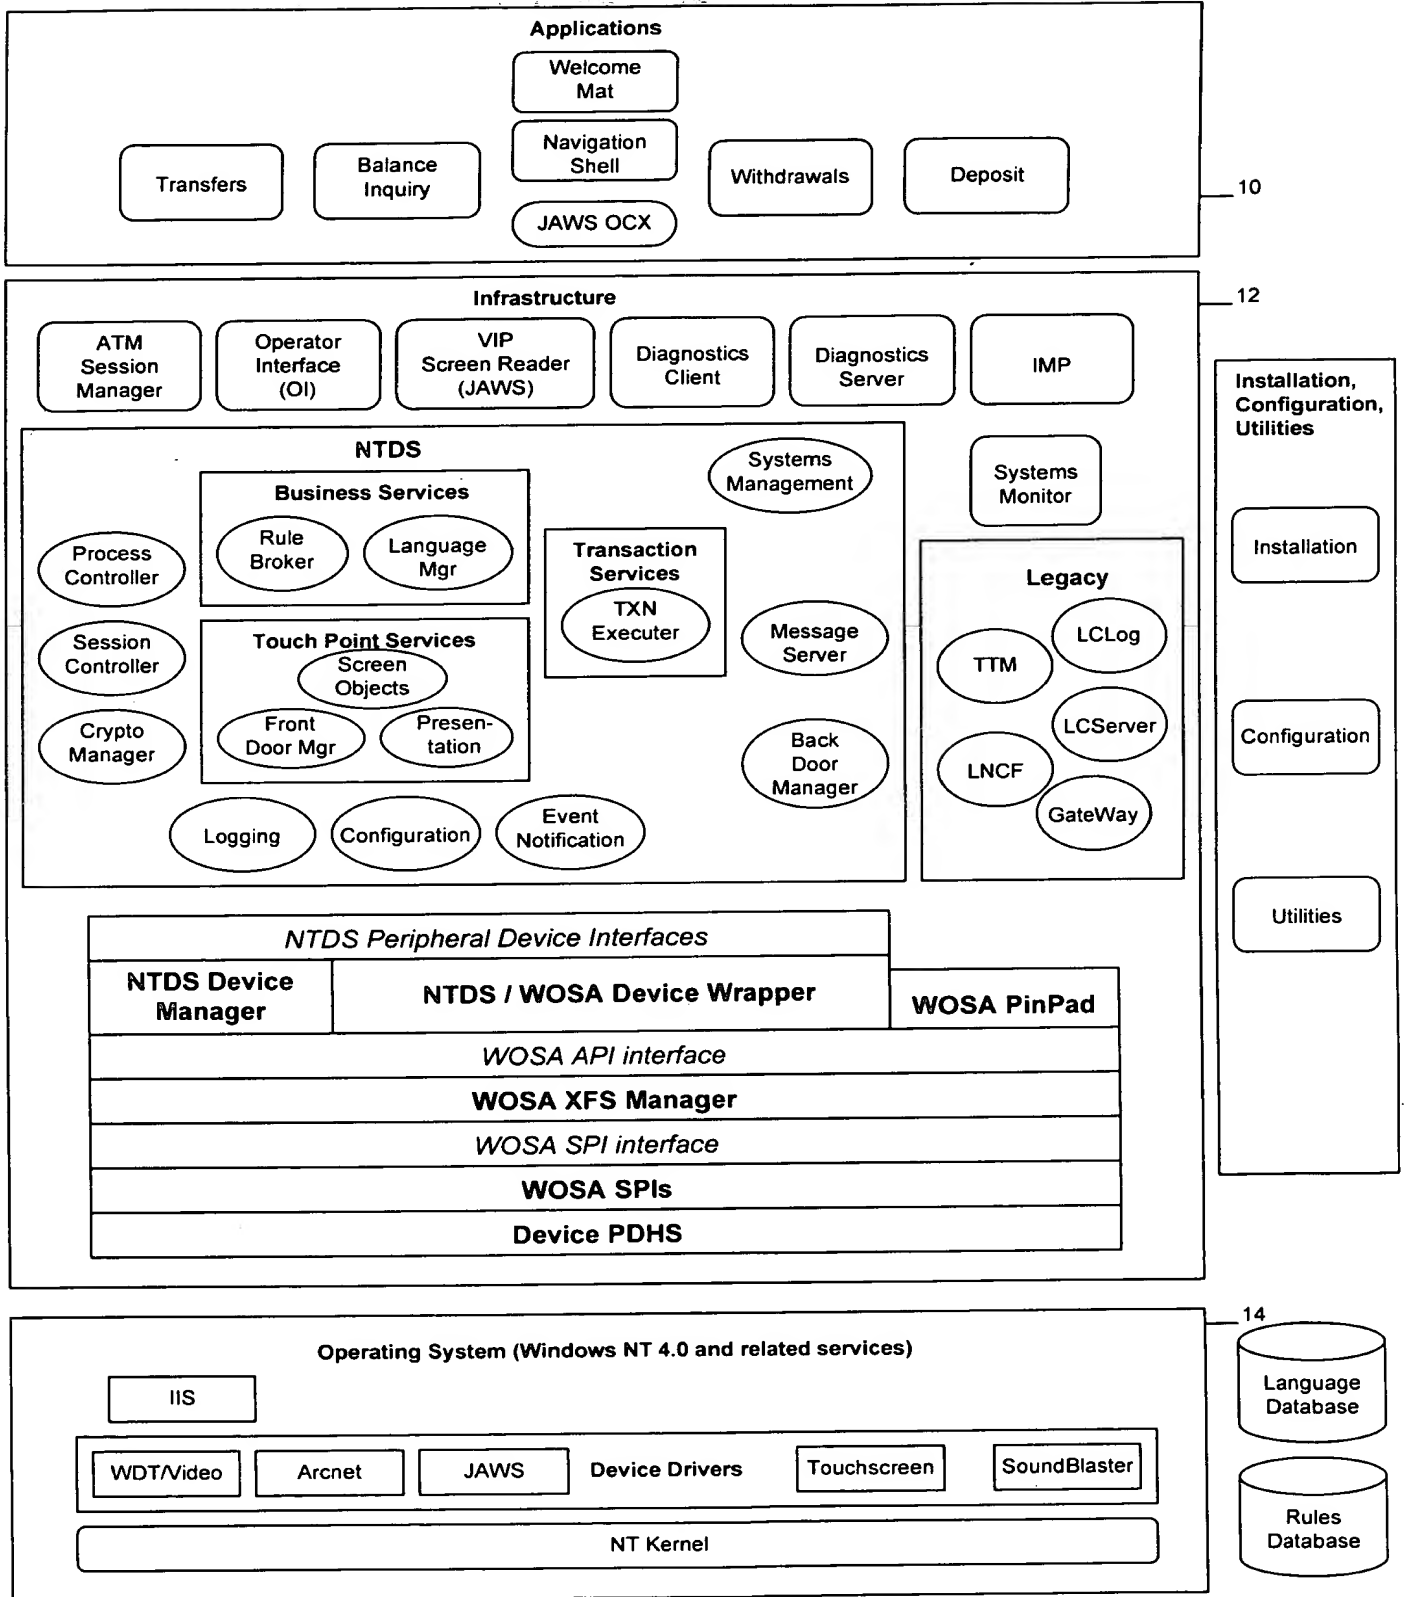 Applications
Welcome
Mat
Navigation
Shell
Transfers
Balance
Inquiry
JAWS OCX
Withdrawals
Deposit
10
12
Infrastructure
ATM
Session
Manager
Operator
Interface
(OI)
VIP
Screen Reader
(JAWS)
Diagnostics
Client
Diagnostics
Server
IMP
NTDS
Systems
Management
Systems
Monitor
Business Services
Rule
Broker
Language
Mgr
Process
Controller
Session
Controller
Crypto
Manager
Touch Point Services
Screen
Objects
Front
Door Mgr
Presen-
tation
Transaction
Services
TXN
Executer
Message
Server
Back
Door
Manager
Logging
Configuration
Event
Notification
Legacy
LCLog
TTM
LCServer
LNCF
GateWay
Installation,
Configuration,
Utilities
Installation
Configuration
Utilities
NTDS Peripheral Device Interfaces
NTDS Device
Manager
NTDS / WOSA Device Wrapper
WOSA PinPad
WOSA API interface
WOSA XFS Manager
WOSA SPI interface
WOSA SPIs
Device PDHS
14
Operating System (Windows NT 4.0 and related services)
IIS
WDT/Video
Arcnet
JAWS
Device Drivers
Touchscreen
SoundBlaster
NT Kernel
Language
Database
Rules
Database